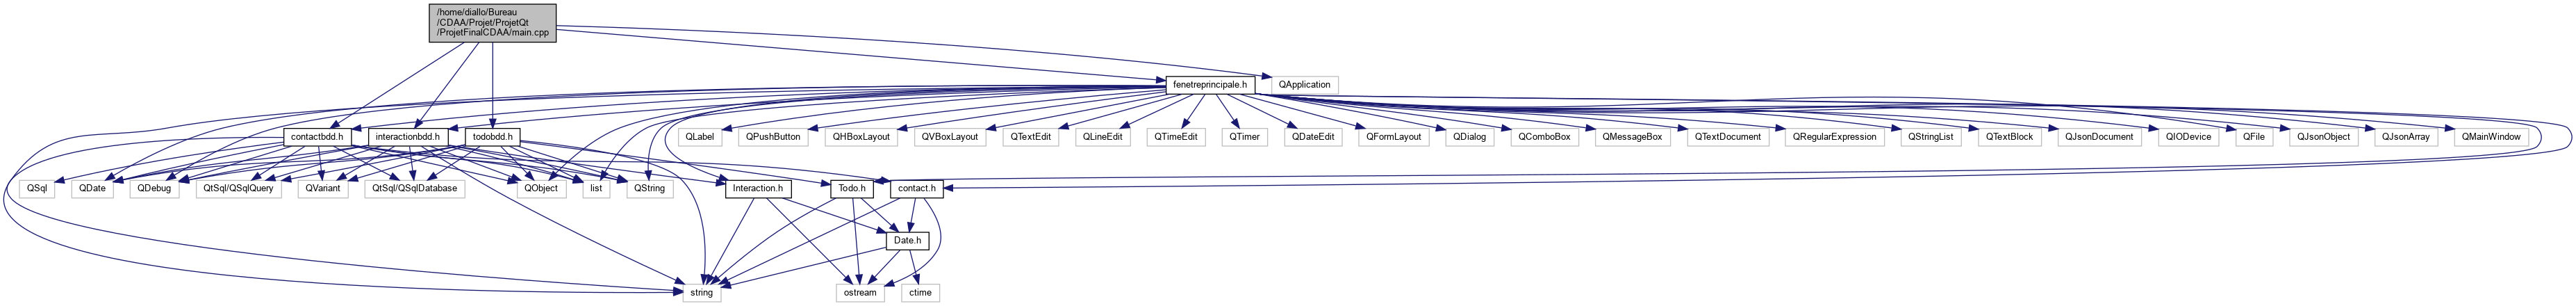 /home/diallo/Bureau
/CDAA/Projet/ProjetQt
/ProjetFinalCDAA/main.cpp
fenetreprincipale.h
QApplication
contactbdd.h
interactionbdd.h
todobdd.h
QLabel
QPushButton
QHBoxLayout
QVBoxLayout
QTextEdit
QLineEdit
QTimeEdit
QTimer
QDateEdit
QFormLayout
QDialog
QComboBox
QMessageBox
QTextDocument
QRegularExpression
QStringList
QTextBlock
QJsonDocument
QIODevice
QFile
QJsonObject
QJsonArray
QMainWindow
QSql
QDate
QDebug
QtSql/QSqlQuery
QVariant
QtSql/QSqlDatabase
QObject
list
QString
Interaction.h
Todo.h
contact.h
Date.h
string
ostream
ctime